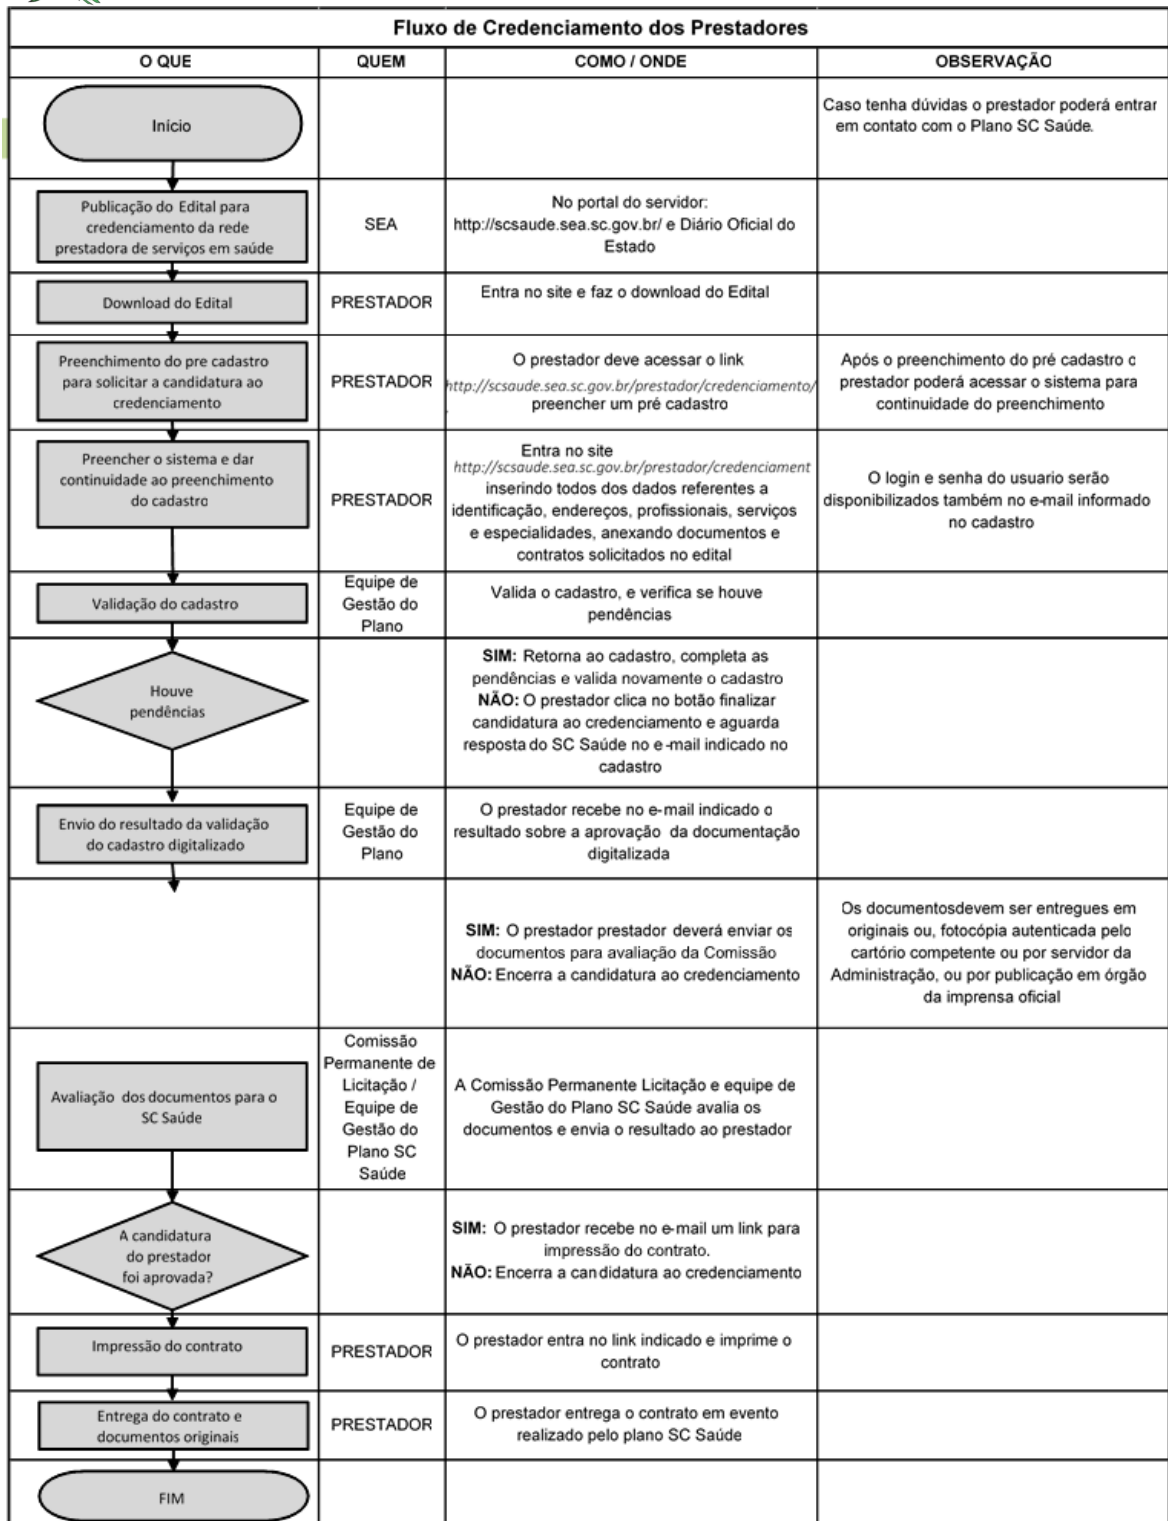 Fluxo de Credenciamento dos Prestadores
O QUE
QUEM
COMO / ONDE
OBSERVAÇÃO
Início
Caso tenha dúvidas o prestador poderá entrar
em contato com o Plano SC Saúde.
Publicação do Edital para
credenciamento da rede
prestadora de serviços em saúde
SEA
No portal do servidor:
http://scsaude.sea.sc.gov.br/ e Diário Oficial do
Estado
Download do Edital
PRESTADOR
Entra no site e faz o download do Edital
Preenchimento do pre cadastro
para solicitar a candidatura ao
credenciamento
PRESTADOR
O prestador deve acessar o link
http://scsaude.sea.sc.gov.br/prestador/credenciamento/
preencher um pré cadastro
Após o preenchimento do pré cadastro o
prestador poderá acessar o sistema para
continuidade do preenchimento
Preencher o sistema e dar
continuidade ao preenchimento
do cadastro
PRESTADOR
Entra no site
http://scsaude.sea.sc.gov.br/prestador/credenciament
inserindo todos dos dados referentes a
identificação, endereços, profissionais, serviços
e especialidades, anexando documentos e
contratos solicitados no edital
O login e senha do usuario serão
disponibilizados também no e-mail informado
no cadastro
Validação do cadastro
Equipe de
Gestão do
Plano
Valida o cadastro, e verifica se houve
pendências
Houve
pendências
SIM: Retorna ao cadastro, completa as
pendências e valida novamente o cadastro
NÃO: O prestador clica no botão finalizar
candidatura ao credenciamento e aguarda
resposta do SC Saúde no e-mail indicado no
cadastro
Envio do resultado da validação
do cadastro digitalizado
Equipe de
Gestão do
Plano
O prestador recebe no e-mail indicado o
resultado sobre a aprovação da documentação
digitalizada
SIM: O prestador prestador deverá enviar os
documentos para avaliação da Comissão
NÃO: Encerra a candidatura ao credenciamento
Os documentosdevem ser entregues em
originais ou, fotocópia autenticada pelo
cartório competente ou por servidor da
Administração, ou por publicação em órgão
da imprensa oficial
Avaliação dos documentos para o
SC Saúde
Comissão
Permanente de
Licitação /
Equipe de
Gestão do
Plano SC
Saúde
A Comissão Permanente Licitação e equipe de
Gestão do Plano SC Saúde avalia os
documentos e envia o resultado ao prestador
A candidatura
do prestador
foi aprovada?
SIM: O prestador recebe no e-mail um link para
impressão do contrato.
NÃO: Encerra a candidatura ao credenciamento
Impressão do contrato
PRESTADOR
O prestador entra no link indicado e imprime o
contrato
Entrega do contrato e
documentos originais
PRESTADOR
O prestador entrega o contrato em evento
realizado pelo plano SC Saúde
FIM